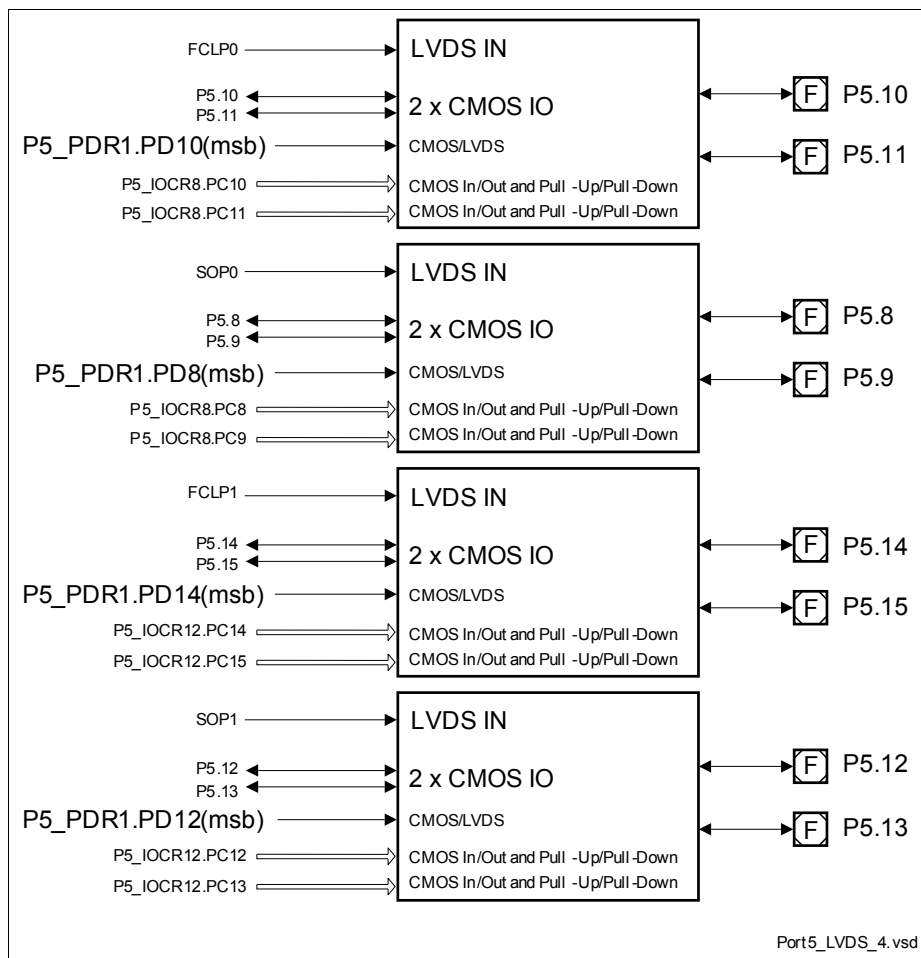 FCLP0
LVDS IN
P5.10
P5.11
2 x CMOS IO
P5_PDR1.PD10(msb)
CMOS/LVDS
P5_IOCR8.PC10
CMOS In/Out and Pull -Up/Pull-Down
P5_IOCR8.PC11
CMOS In/Out and Pull -Up/Pull-Down
F P5.10
F P5.11
SOP0
LVDS IN
P5.8
P5.9
2 x CMOS IO
P5_PDR1.PD8(msb)
CMOS/LVDS
P5_IOCR8.PC8
CMOS In/Out and Pull -Up/Pull-Down
P5_IOCR8.PC9
CMOS In/Out and Pull -Up/Pull-Down
F P5.8
F P5.9
FCLP1
LVDS IN
P5.14
P5.15
2 x CMOS IO
P5_PDR1.PD14(msb)
CMOS/LVDS
P5_IOCR12.PC14
CMOS In/Out and Pull -Up/Pull-Down
P5_IOCR12.PC15
CMOS In/Out and Pull -Up/Pull-Down
F P5.14
F P5.15
SOP1
LVDS IN
P5.12
P5.13
2 x CMOS IO
P5_PDR1.PD12(msb)
CMOS/LVDS
P5_IOCR12.PC12
CMOS In/Out and Pull -Up/Pull-Down
P5_IOCR12.PC13
CMOS In/Out and Pull -Up/Pull-Down
F P5.12
F P5.13
Port5_LVDS_4.vsd